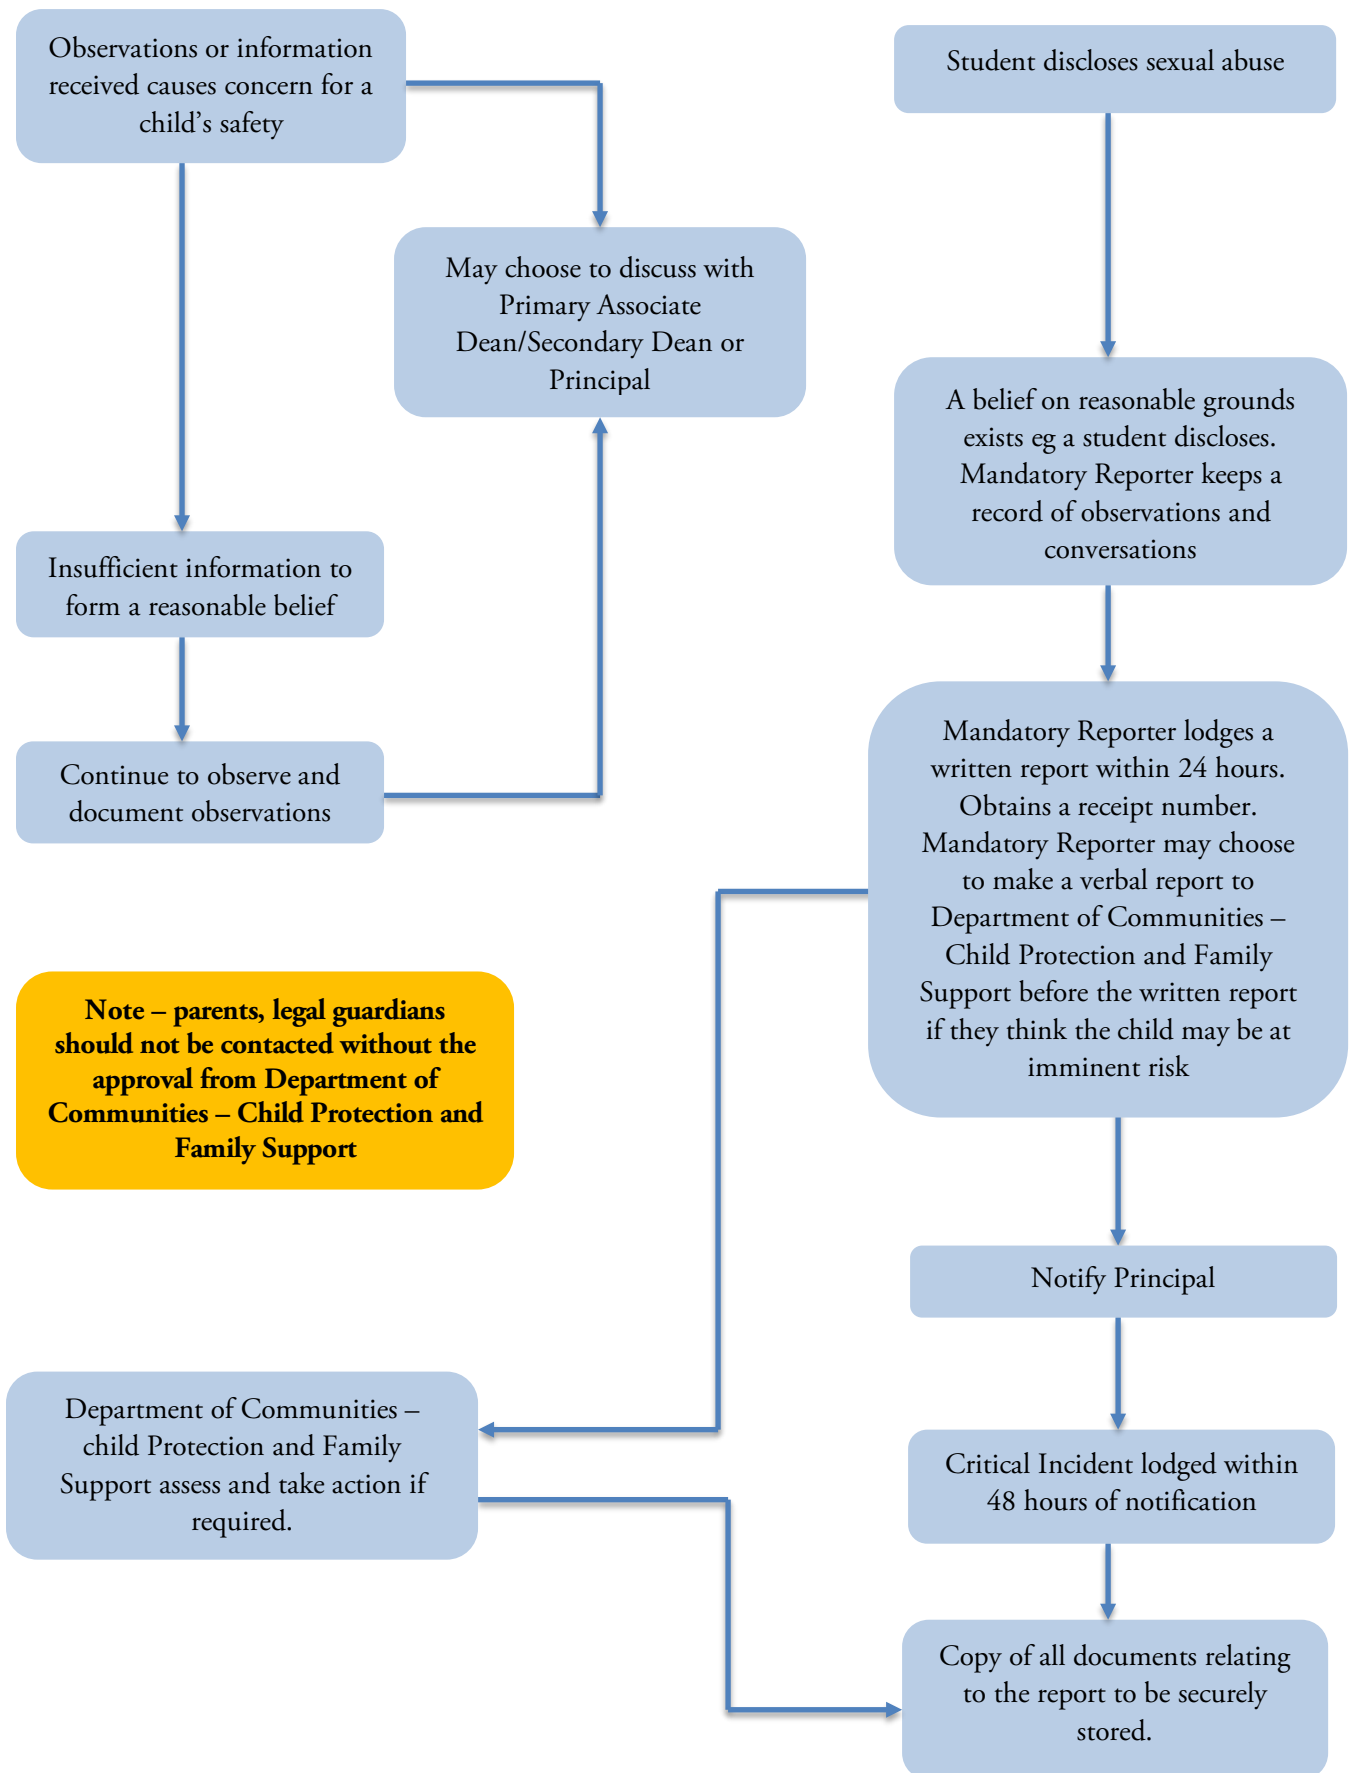 Observations or information
received causes concern for a
child’s safety
Student discloses sexual abuse
May choose to discuss with
Primary Associate
Dean/Secondary Dean or
Principal
A belief on reasonable grounds
exists eg a student discloses.
Mandatory Reporter keeps a
record of observations and
conversations
Insufficient information to
form a reasonable belief
Continue to observe and
document observations
Mandatory Reporter lodges a
written report within 24 hours.
Obtains a receipt number.
Mandatory Reporter may choose
to make a verbal report to
Department of Communities –
Child Protection and Family
Support before the written report
if they think the child may be at
imminent risk
Note – parents, legal guardians
should not be contacted without the
approval from Department of
Communities – Child Protection and
Family Support
Notify Principal
Department of Communities –
child Protection and Family
Support assess and take action if
required.
Critical Incident lodged within
48 hours of notification
Copy of all documents relating
to the report to be securely
stored.